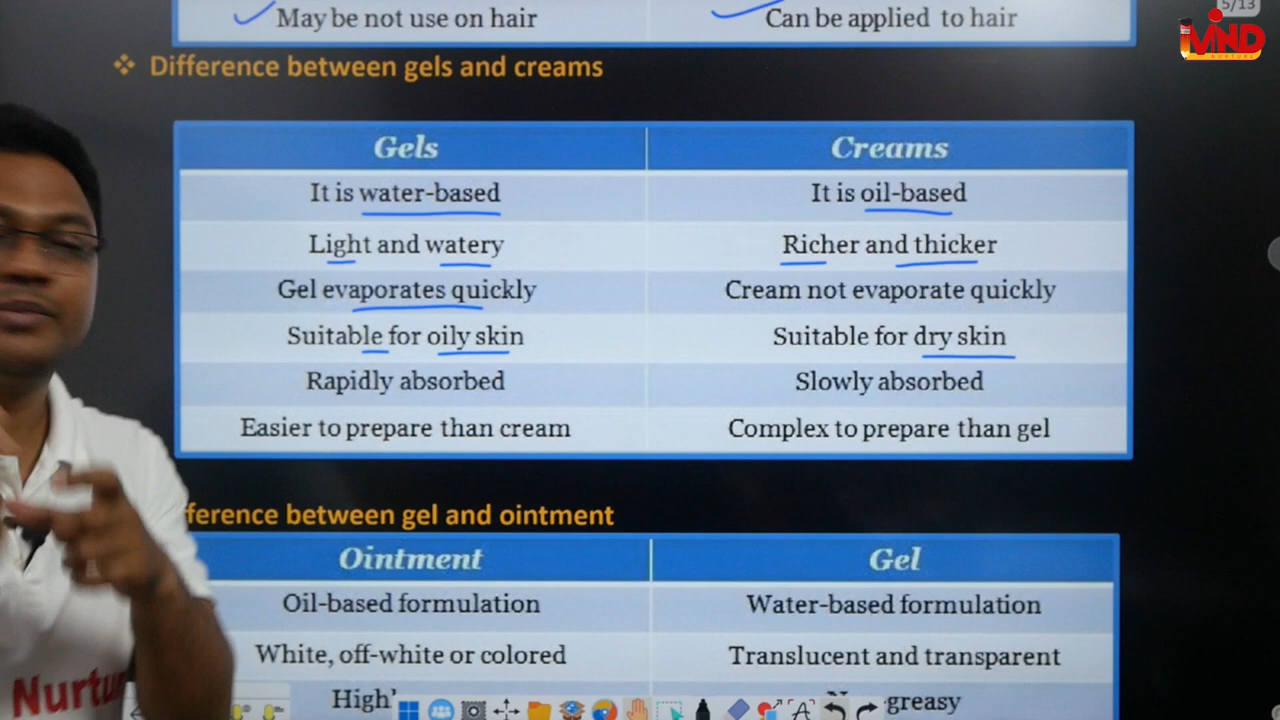 May be not use on hair Can be applied to hair
5/13
MIND
NURTURE
❖ Difference between gels and creams
Gels Creams
It is water-based It is oil-based
Light and watery Richer and thicker
Gel evaporates quickly Cream not evaporate quickly
Suitable for oily skin Suitable for dry skin
Rapidly absorbed Slowly absorbed
Easier to prepare than cream Complex to prepare than gel
ference between gel and ointment
Ointment Gel
Oil-based formulation Water-based formulation
White, off-white or colored Translucent and transparent
greasy
Nurtu